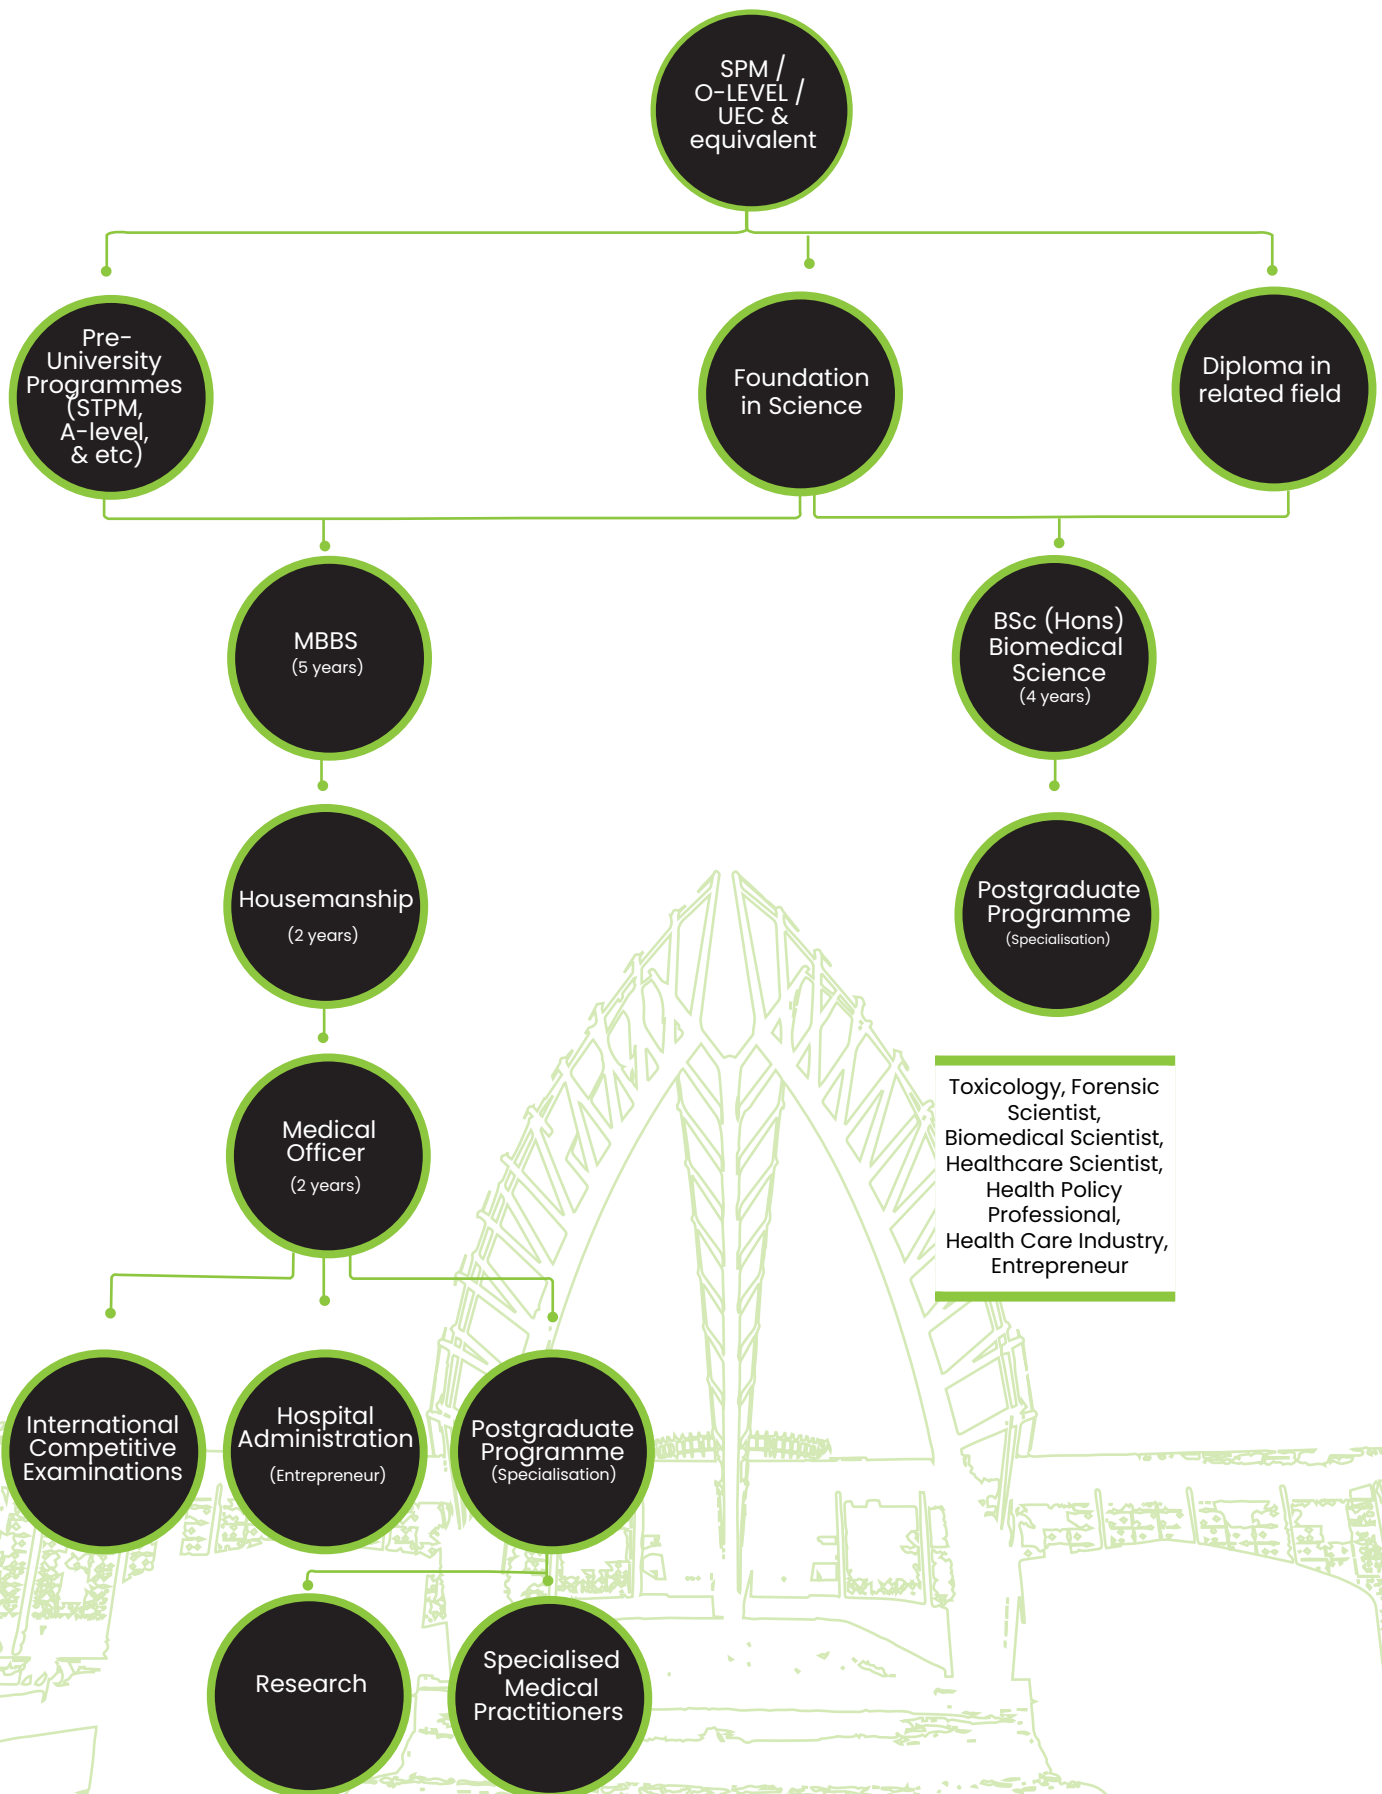 SPM /
O-LEVEL /
UEC &
equivalent
Pre-
University
Programmes
(STPM,
A-level,
& etc)
Foundation
in Science
Diploma in
related field
MBBS
(5 years)
BSc (Hons)
Biomedical
Science
(4 years)
Housemanship
(2 years)
Postgraduate
Programme
(Specialisation)
Medical
Officer
(2 years)
Toxicology, Forensic
Scientist,
Biomedical Scientist,
Healthcare Scientist,
Health Policy
Professional,
Health Care Industry,
Entrepreneur
International
Competitive
Examinations
Hospital
Administration
(Entrepreneur)
Postgraduate
Programme
(Specialisation)
Research
Specialised
Medical
Practitioners